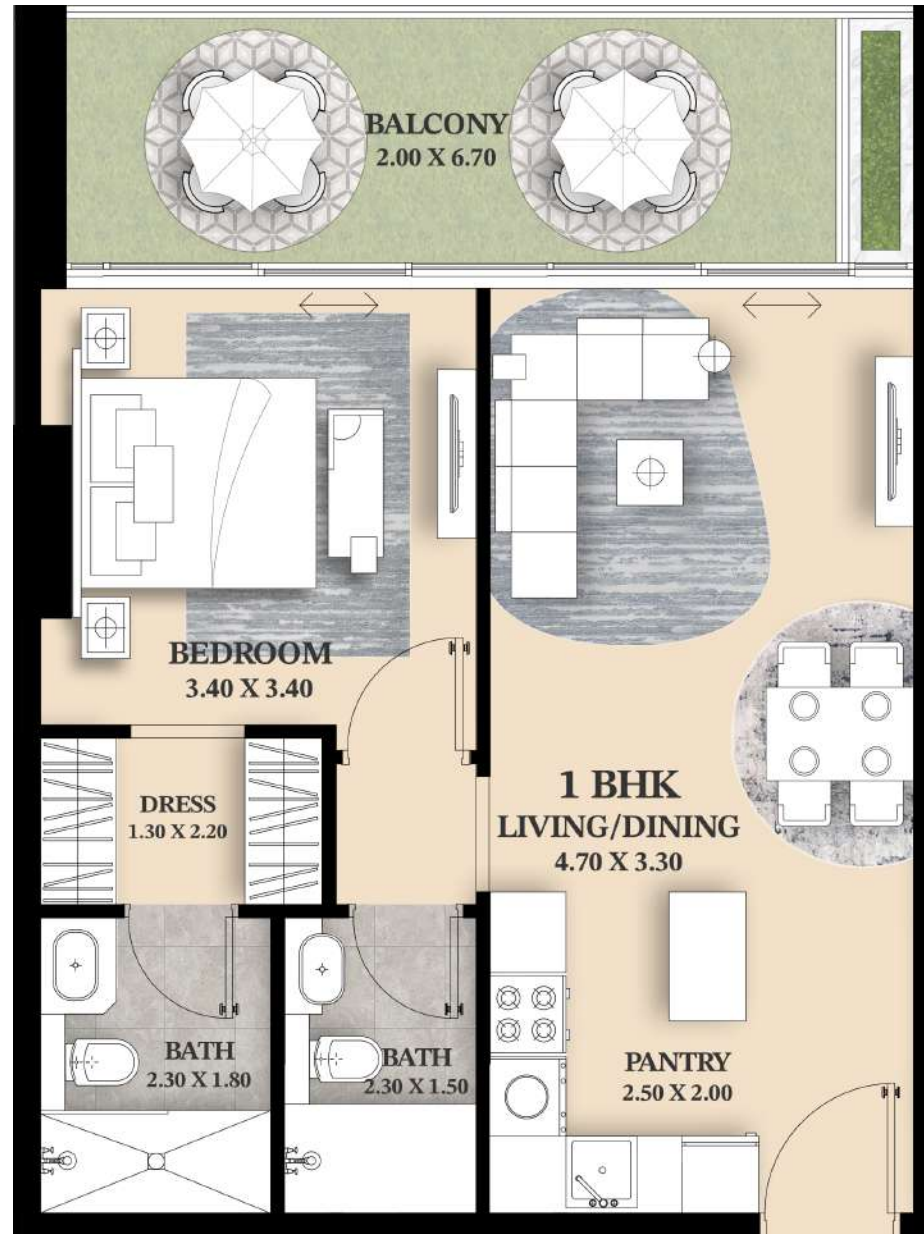 BALCONY
2.00 X 6.70
BEDROOM
3.40 X 3.40
DRESS
1.30 X 2.20
1 BHK
LIVING/DINING
4.70 X 3.30
BATH
2.30 X 1.80
BATH
2.30 X 1.50
PANTRY
2.50 X 2.00